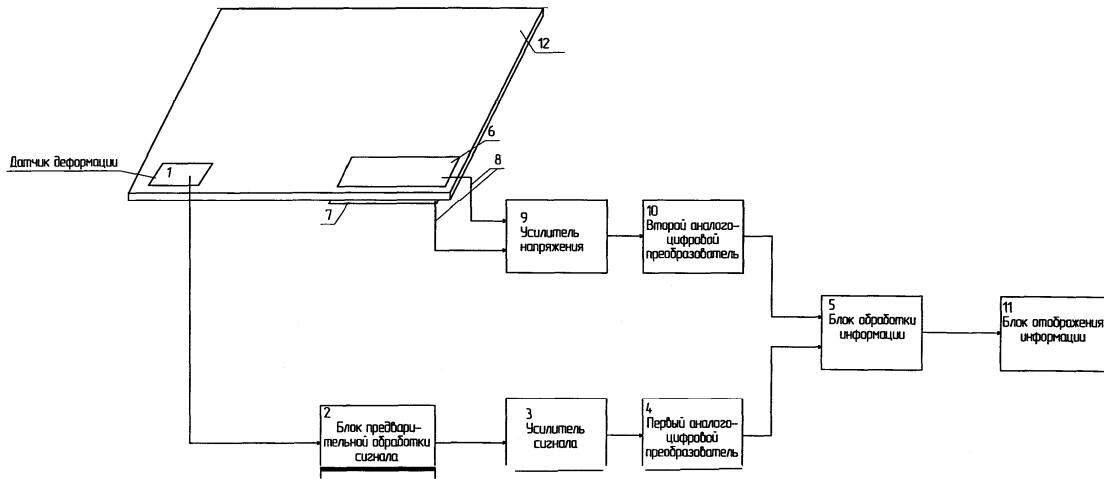 12
6
8
Датчик деформации
1
7
9
Усилитель
напряжения
10
Второй аналого-
цифровой
преобразователь
5
Блок обработки
информации
11
Блок отображения
информации
2
Блок предвари-
тельной обработки
сигнала
3
Усилитель
сигнала
4
Первый аналого-
цифровой
преобразователь